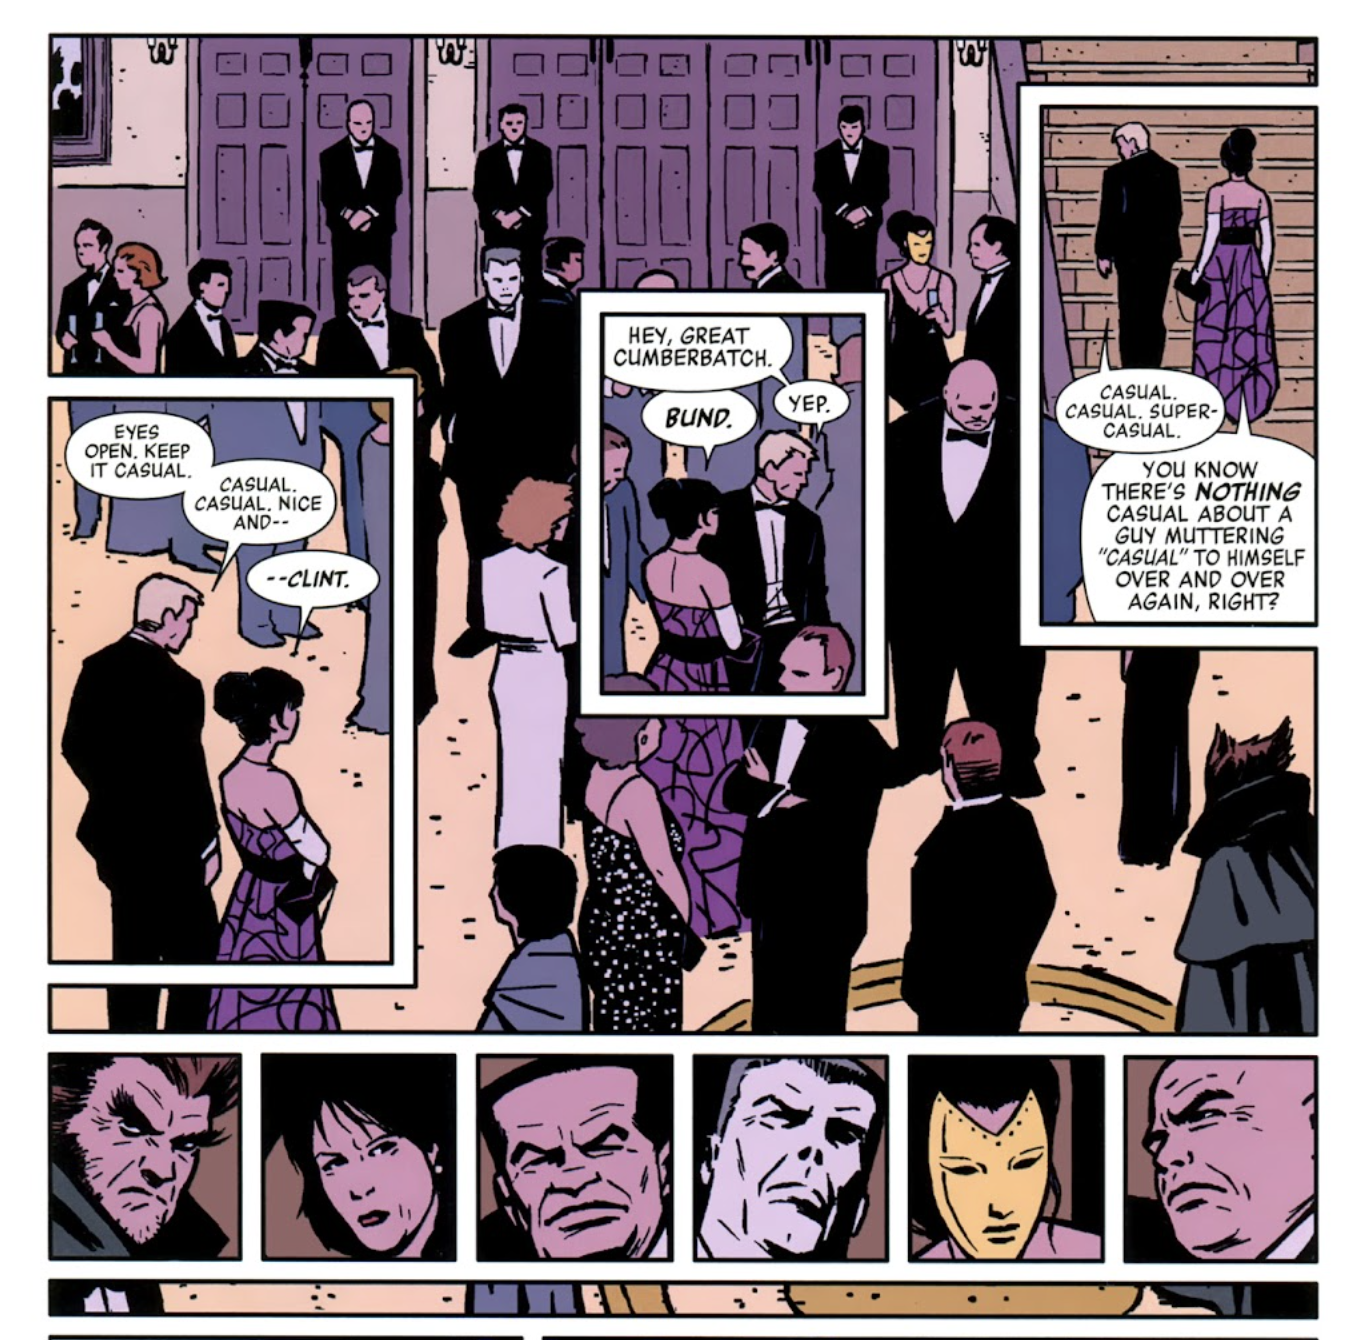 EYES
OPEN. KEEP
IT CASUAL.
CASUAL.
CASUAL. NICE
AND--
--CLINT.
HEY, GREAT
CUMBERBATCH.
BUND.
YEP.
CASUAL.
CASUAL. SUPER-
CASUAL.
YOU KNOW
THERE'S NOTHING
CASUAL ABOUT A
GUY MUTTERING
"CASUAL" TO HIMSELF
OVER AND OVER
AGAIN, RIGHT?